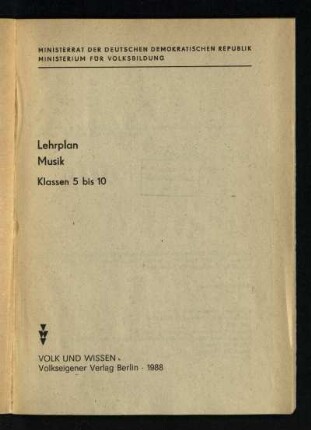 MINISTERRAT DER DEUTSCHEN DEMOKRATISCHEN REPUBLIK
MINISTERIUM FÜR VOLKSBILDUNG
Lehrplan
Musik
Klassen 5 bis 10
VOLK UND WISSEN
Volkseigener Verlag Berlin · 1988